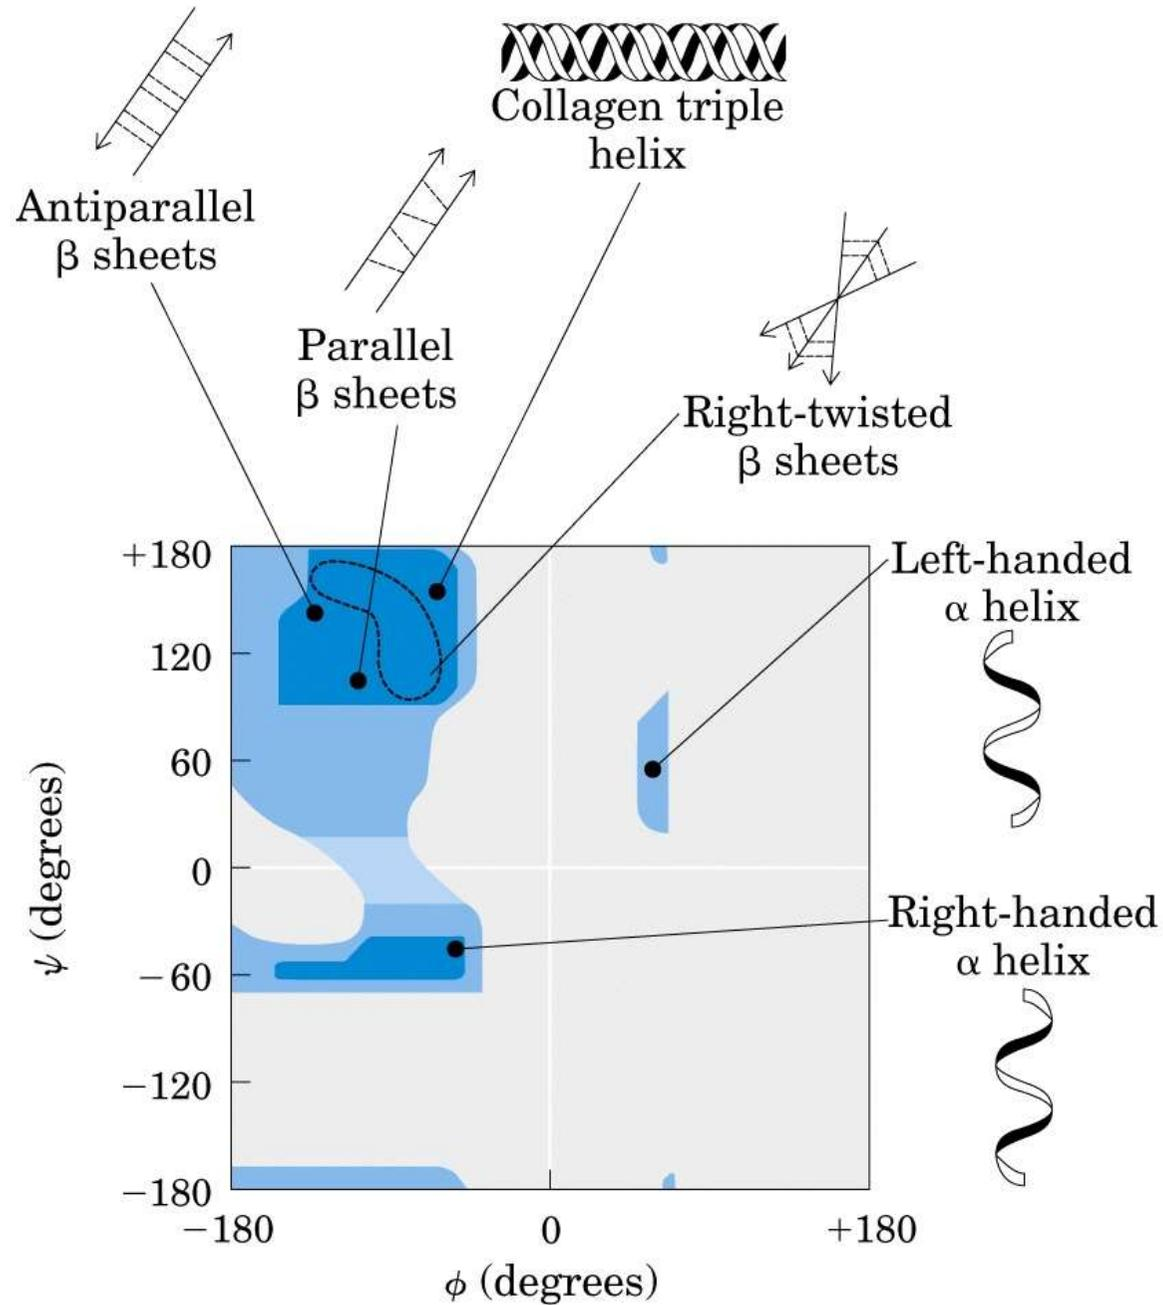 Collagen triple
helix
Antiparallel
β sheets
Parallel
β sheets
Right-twisted
β sheets
+180
120
60
0
−60
−120
−180
ψ (degrees)
Left-handed
α helix
Right-handed
α helix
−180
0
+180
ϕ (degrees)